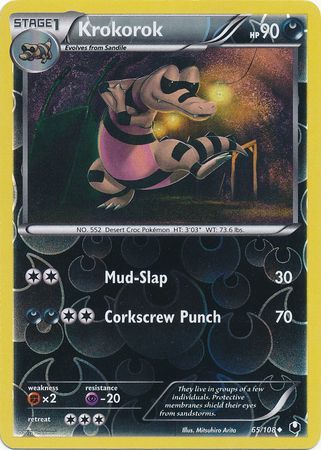 STAGE1
Krokorok
HP 90
Evolves from Sandile
NO. 552 Desert Croc Pokémon HT: 3'03" WT: 73.6 lbs.
Mud-Slap 30
Corkscrew Punch 70
weakness
resistance
×2
-20
retreat
They live in groups of a few
individuals. Protective
membranes shield their eyes
from sandstorms.
Illus. Mitsuhiro Arita
65/108